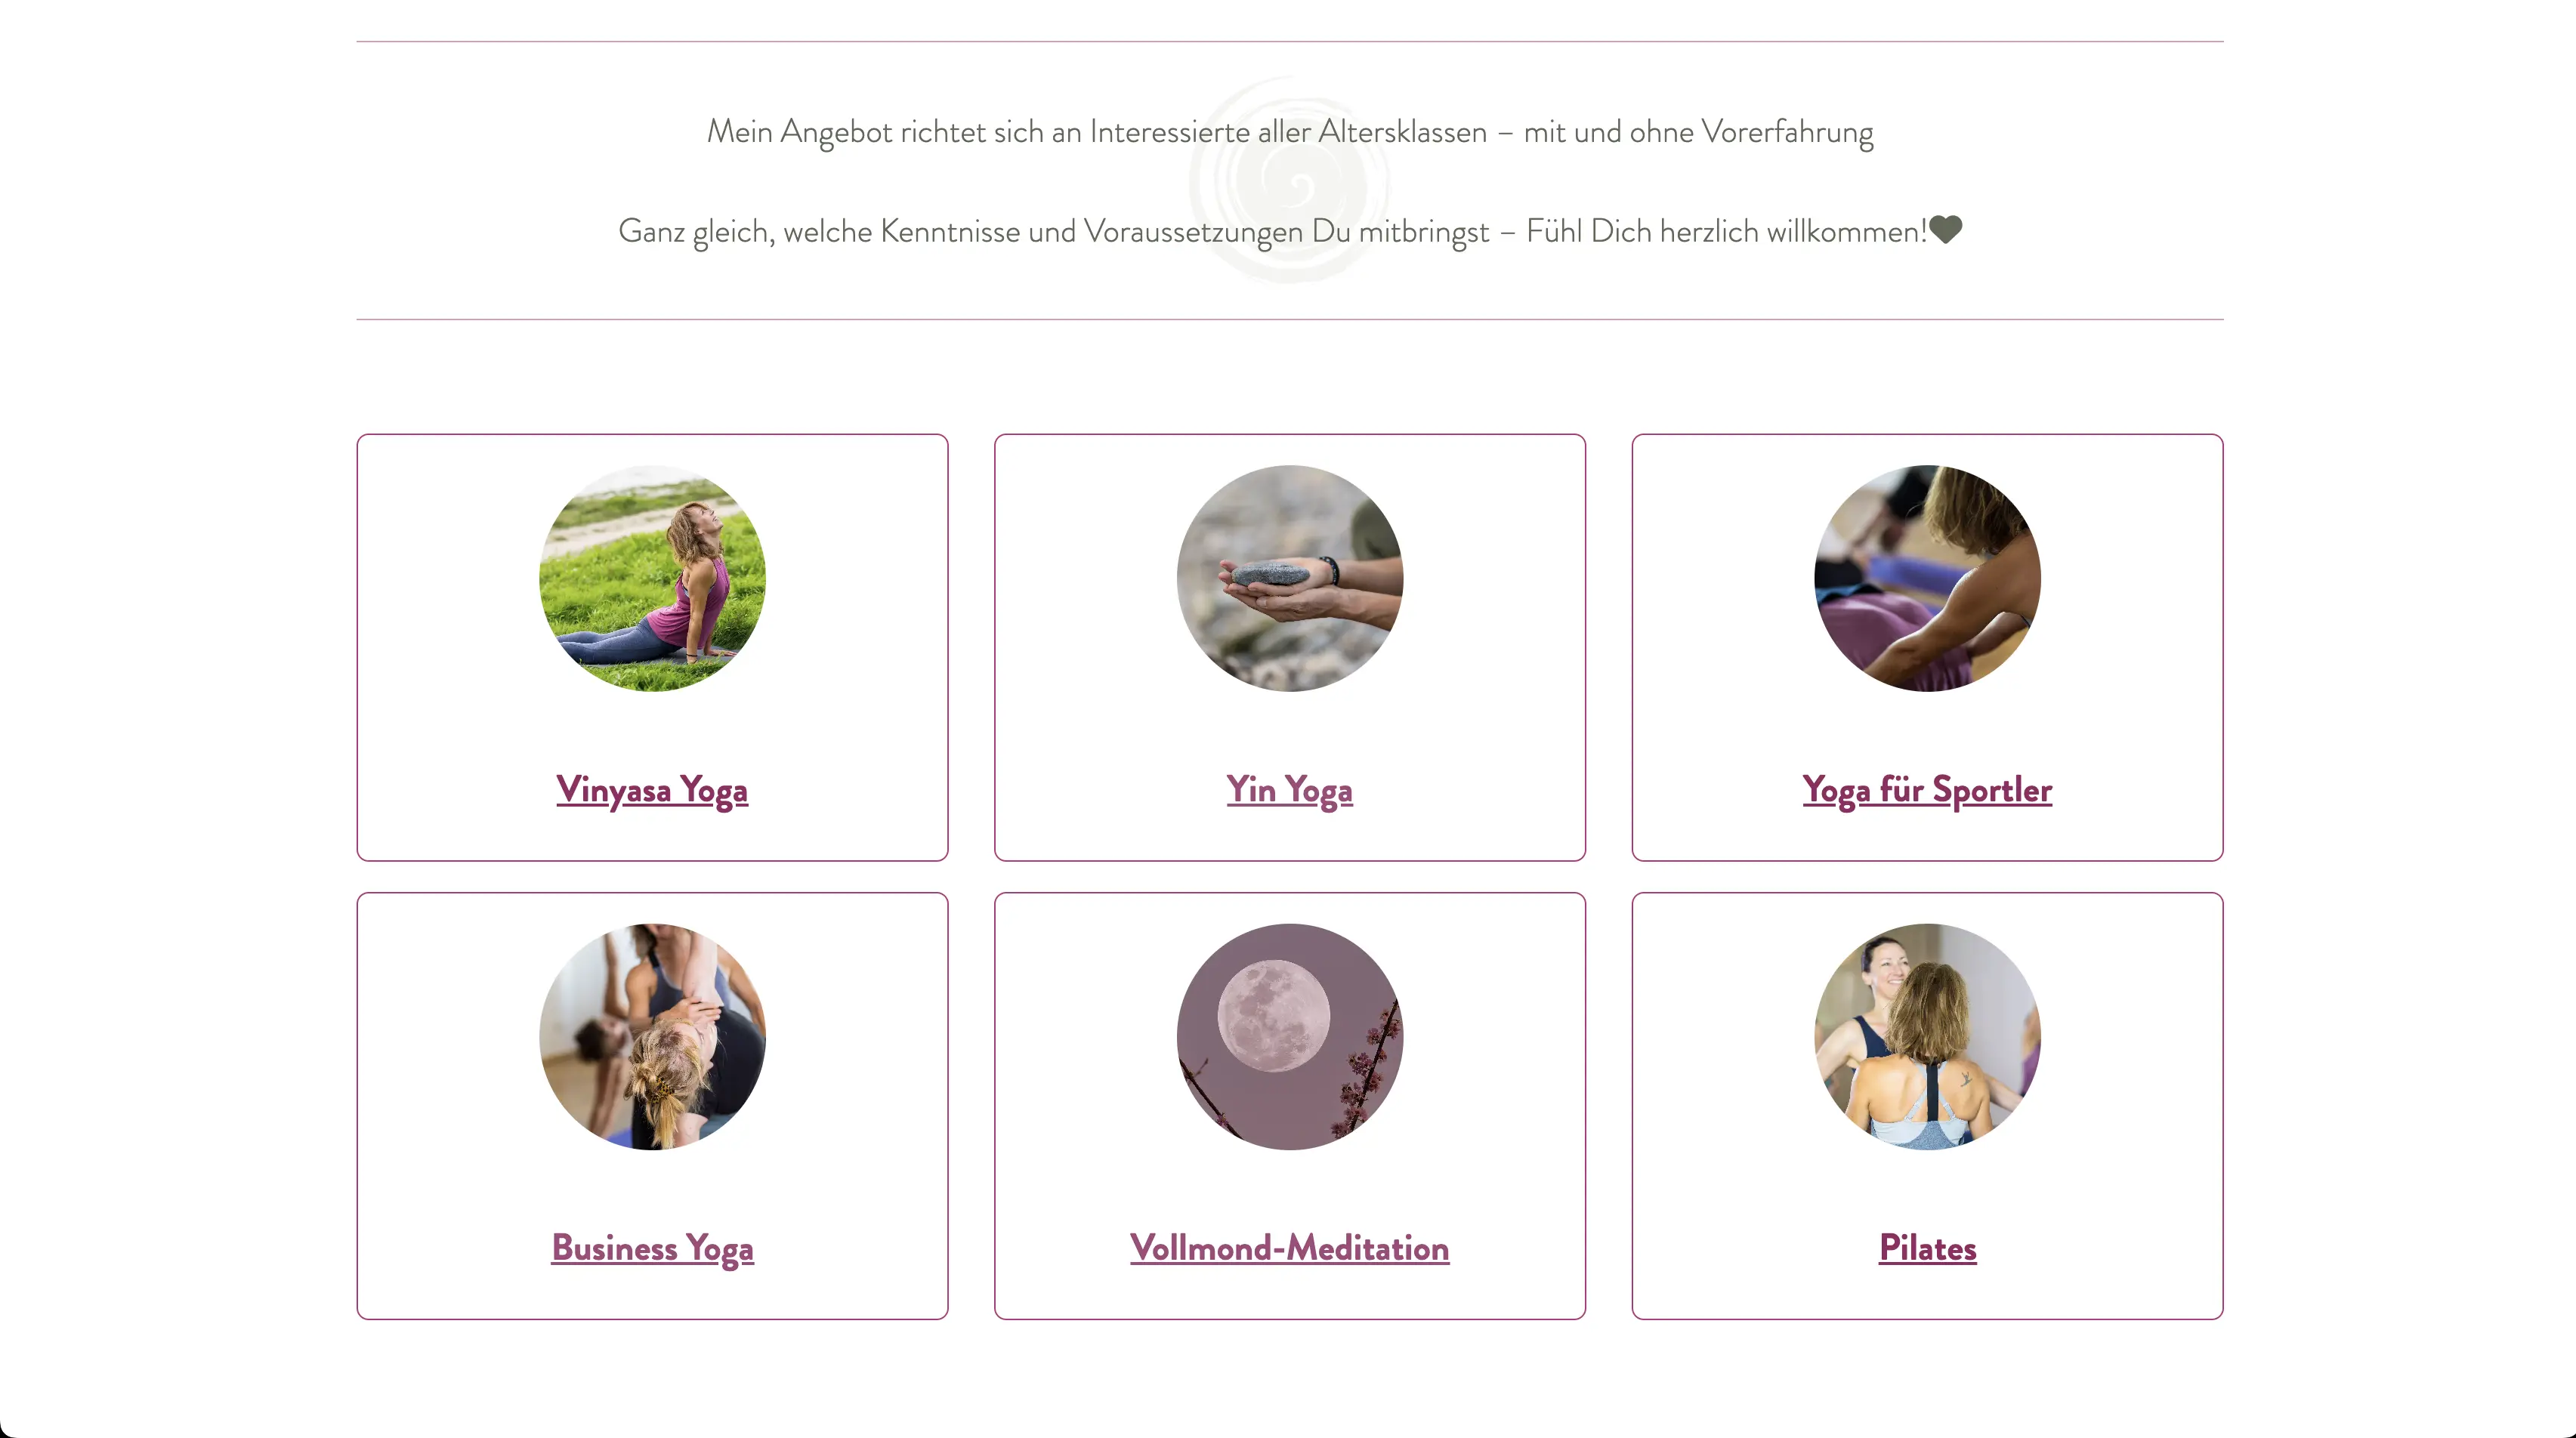 Mein Angebot richtet sich an Interessierte aller Altersklassen – mit und ohne Vorerfahrung
Ganz gleich, welche Kenntnisse und Voraussetzungen Du mitbringst – Fühl Dich herzlich willkommen!🖤
Vinyasa Yoga
Yin Yoga
Yoga für Sportler
Business Yoga
Vollmond-Meditation
Pilates